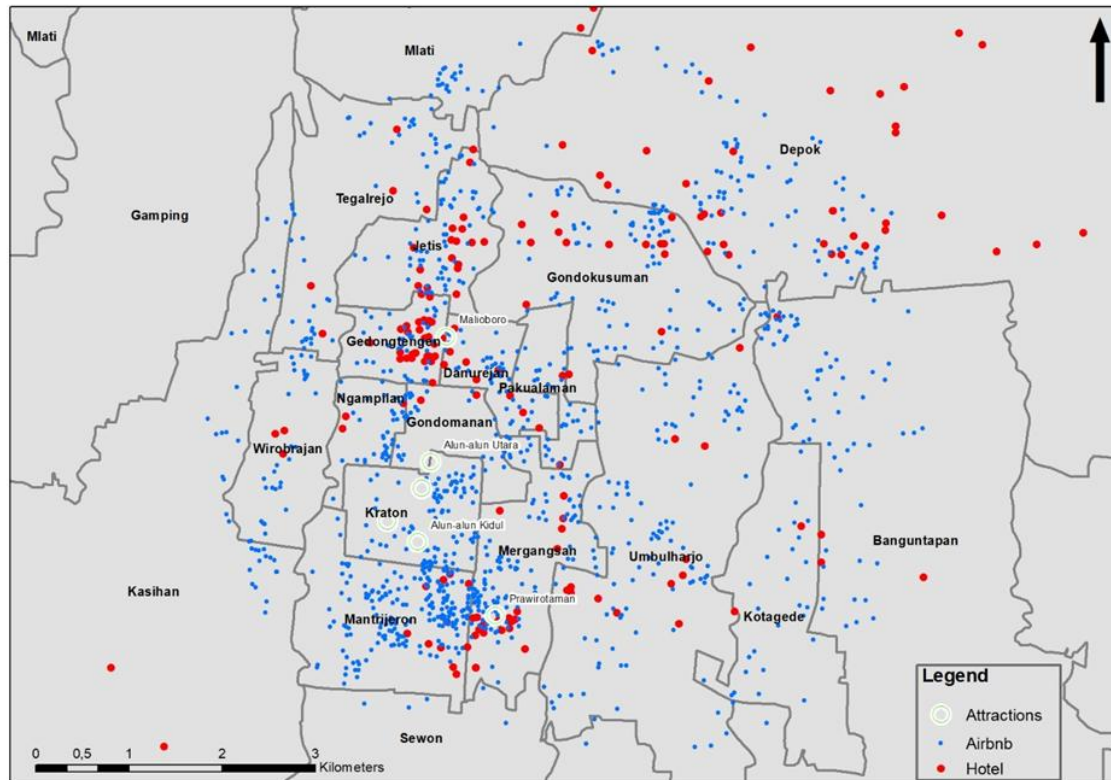 Mlati
Mlati
Depok
Gamping
Tegalrejo
Jetis
Gondokusuman
Malioboro
Gedongtengen
Danurejan
Pakualaman
Ngampilan
Gondomanan
Alun-alun Utara
Wirobrajan
Kraton
Alun-alun Kidul
Mergangsan
Umbulharjo
Banguntapan
Kasihan
Prawirotaman
Mantrijeron
Kotagede
Sewon
Legend
Attractions
Airbnb
Hotel
0 0,5 1 2 3
Kilometers